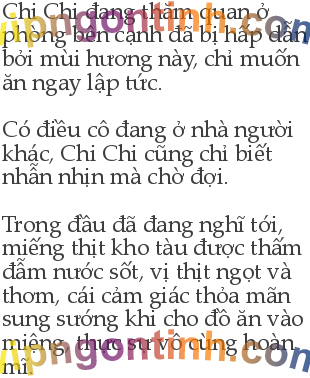 Chi Chi đang thăm quan ở
phòng bên cạnh đã bị hấp dẫn
bởi mùi hương này, chỉ muốn
ăn ngay lập tức.
Có điều cô đang ở nhà người
khác, Chi Chi cũng chỉ biết
nhẫn nhịn mà chờ đợi.
Trong đầu đã đang nghĩ tới,
miếng thịt kho tàu được thấm
đẫm nước sốt, vị thịt ngọt và
thơm, cái cảm giác thỏa mãn
sung sướng khi cho đồ ăn vào
miệng, thực sự vô cùng hoàn
mĩ.
vipngontinh.com
vipngontinh.com